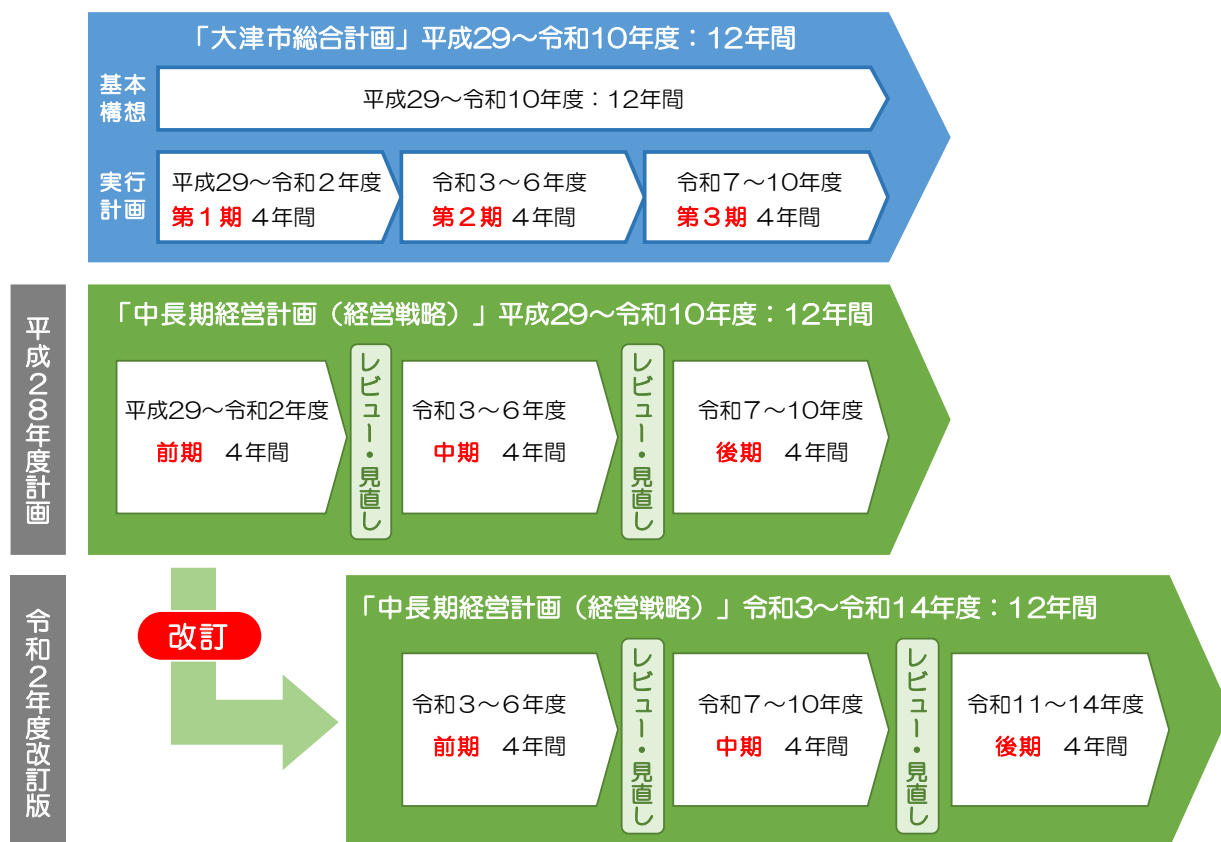 「大津市総合計画」平成29～令和10年度：12年間
基本
構想
平成29～令和10年度：12年間
実行
計画
平成29～令和２年度
第１期 ４年間
令和３～６年度
第２期 ４年間
令和７～10年度
第３期 ４年間
平成２８年度計画
「中長期経営計画（経営戦略）」平成29～令和10年度：12年間
平成29～令和2年度
前期　４年間
レビュー・見直し
令和３～６年度
中期　４年間
レビュー・見直し
令和７～10年度
後期　４年間
改訂
令和２年度改訂版
「中長期経営計画（経営戦略）」令和3～令和14年度：12年間
令和３～６年度
前期　４年間
レビュー・見直し
令和７～10年度
中期　４年間
レビュー・見直し
令和11～14年度
後期　４年間